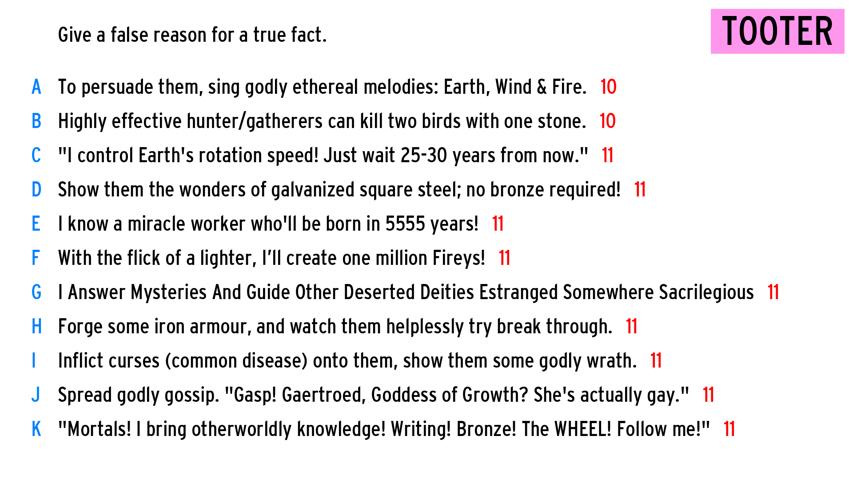 Give a false reason for a true fact.
TOOTER
A To persuade them, sing godly ethereal melodies: Earth, Wind & Fire. 10
B Highly effective hunter/gatherers can kill two birds with one stone. 10
C "I control Earth's rotation speed! Just wait 25-30 years from now." 11
D Show them the wonders of galvanized square steel; no bronze required! 11
E I know a miracle worker who'll be born in 5555 years! 11
F With the flick of a lighter, I’ll create one million Fireys! 11
G I Answer Mysteries And Guide Other Deserted Deities Estranged Somewhere Sacrilegious 11
H Forge some iron armour, and watch them helplessly try break through. 11
I Inflict curses (common disease) onto them, show them some godly wrath. 11
J Spread godly gossip. "Gasp! Gaertroed, Goddess of Growth? She's actually gay." 11
K "Mortals! I bring otherworldly knowledge! Writing! Bronze! The WHEEL! Follow me!" 11